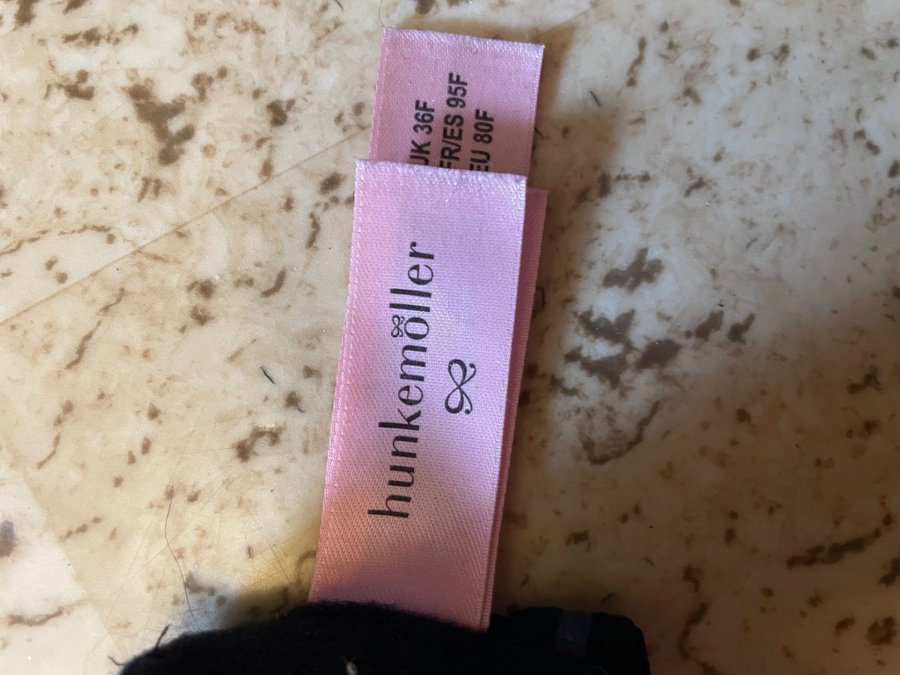 UK 36F
FR/ES 95F
EU 80F
hunkemöller